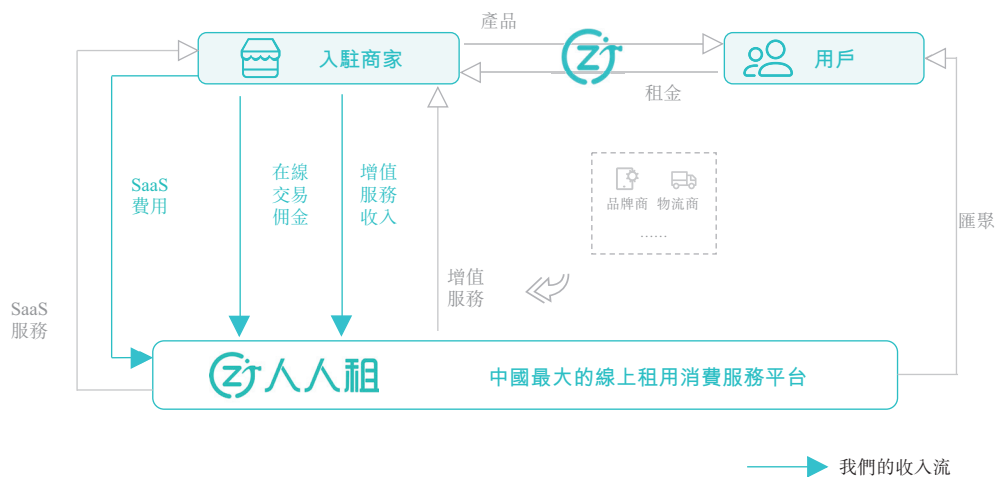 產品
入駐商家
用戶
租金
SaaS
費用
在線
交易
佣金
增值
服務
收入
品牌商 物流商
......
匯聚
增值
服務
SaaS
服務
人人租
中國最大的線上租用消費服務平台
我們的收入流